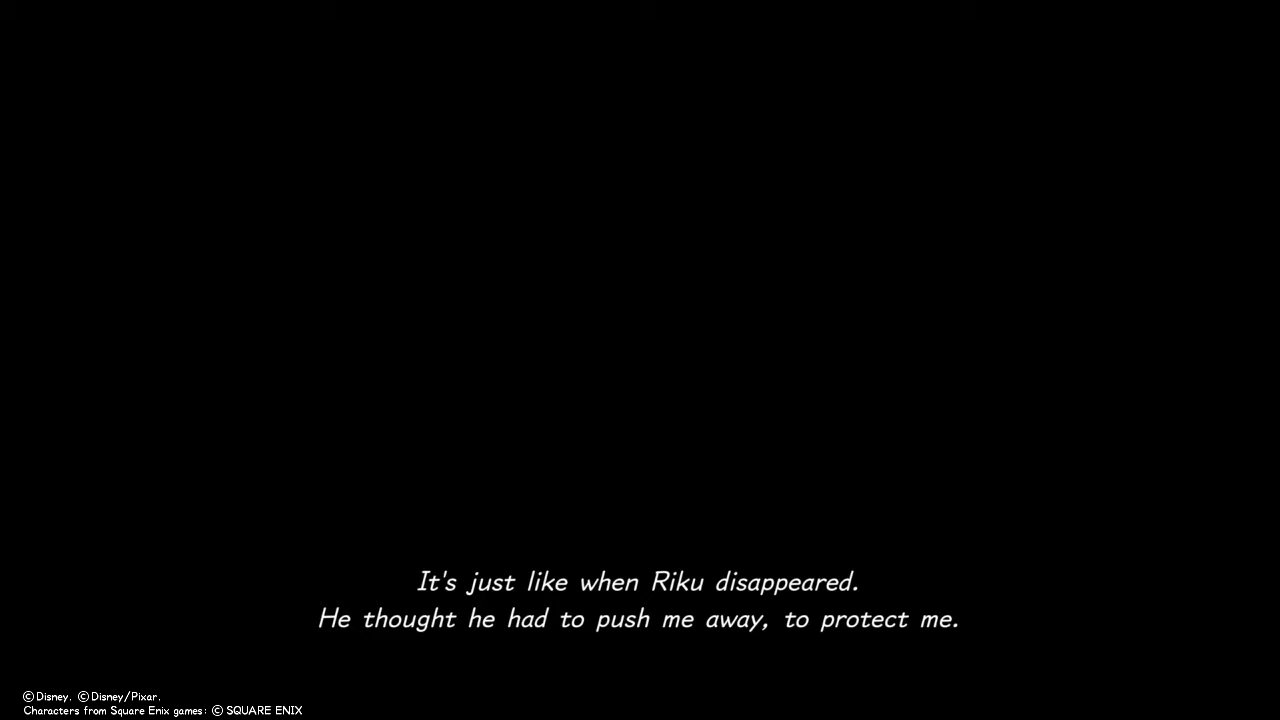 It's just like when Riku disappeared.
He thought he had to push me away, to protect me.
©Disney. ©Disney/Pixar.
Characters from Square Enix games: © SQUARE ENIX